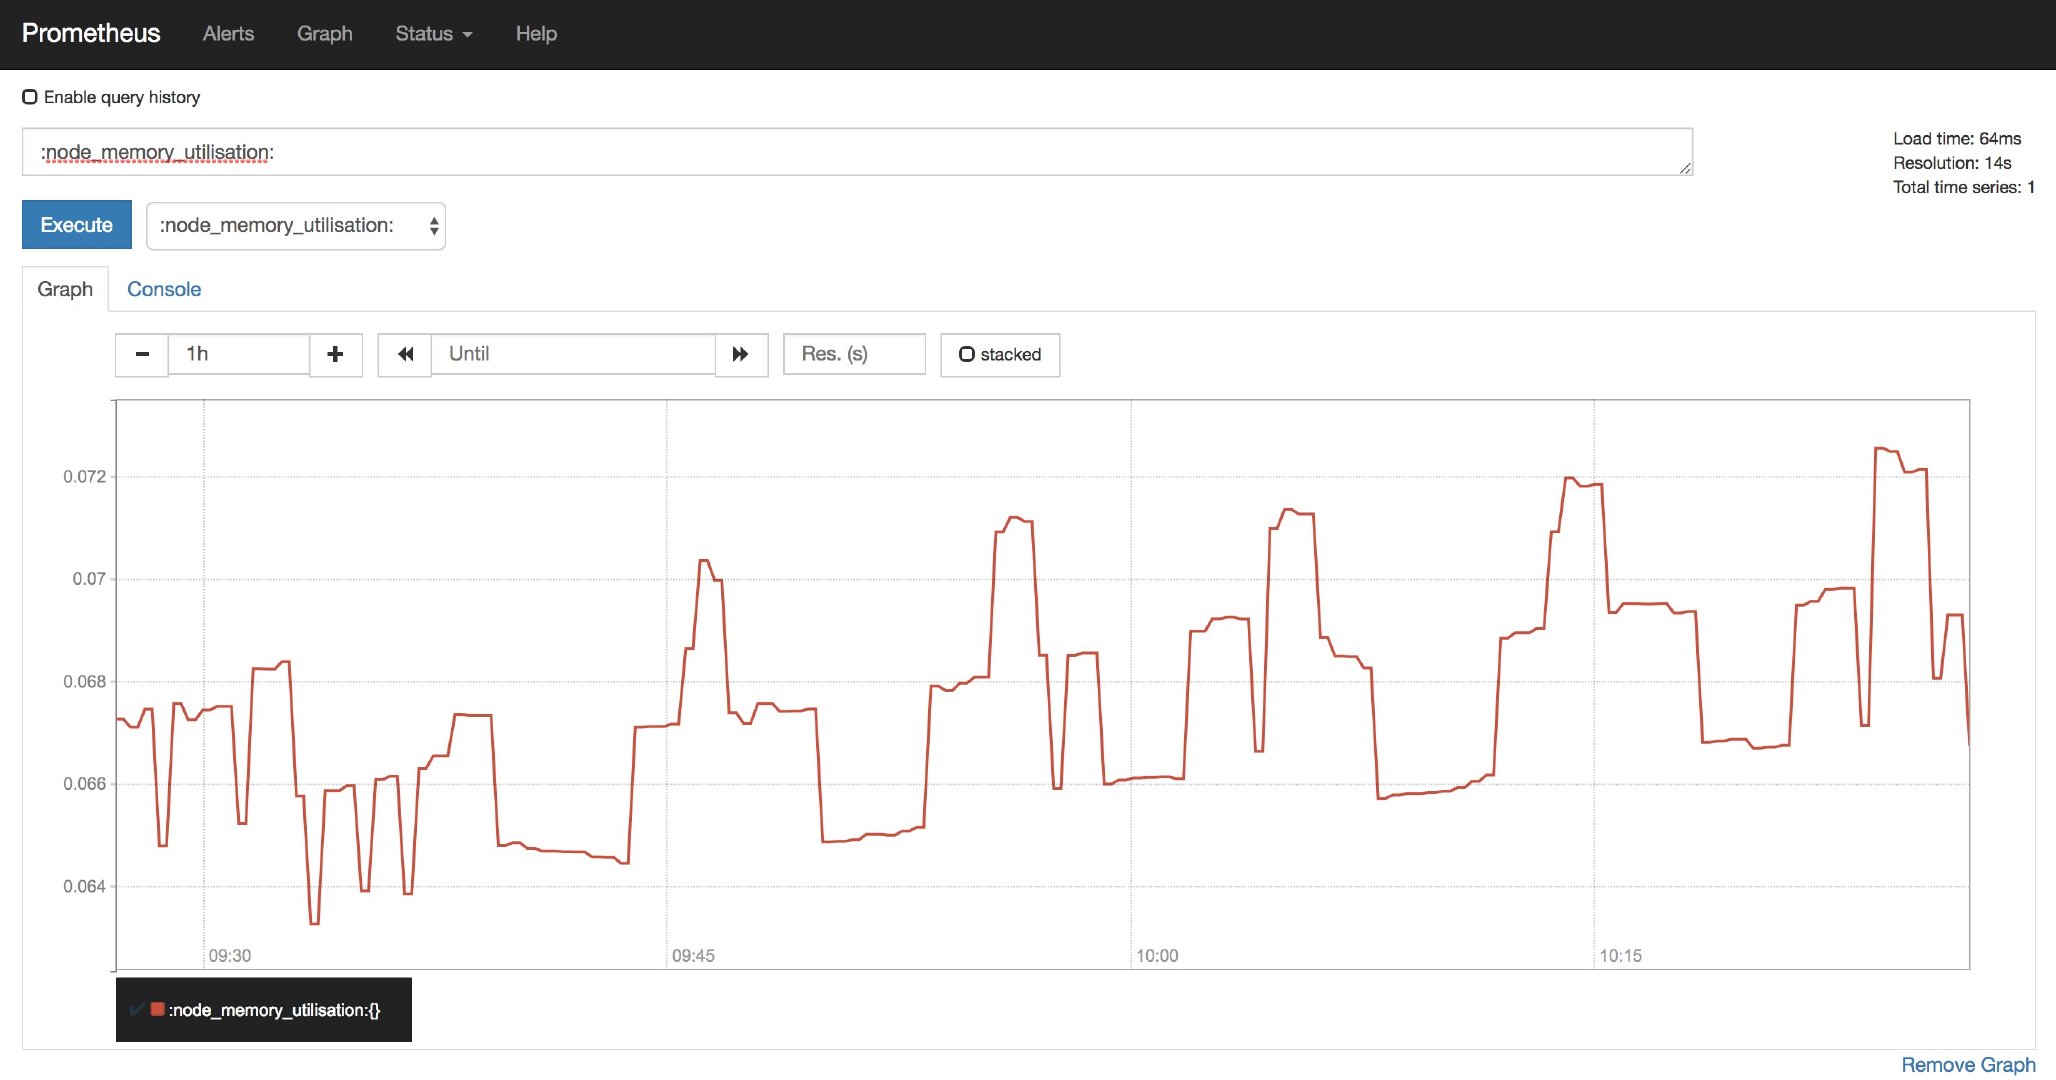 Prometheus Alerts Graph Status Help
Enable query history
:node_memory_utilisation:
Load time: 64ms
Resolution: 14s
Total time series: 1
Execute :node_memory_utilisation:
Graph Console
1h Until Res. (s) stacked
0.072
0.07
0.068
0.066
0.064
09:30 09:45 10:00 10:15
:node_memory_utilisation:{}
Remove Graph